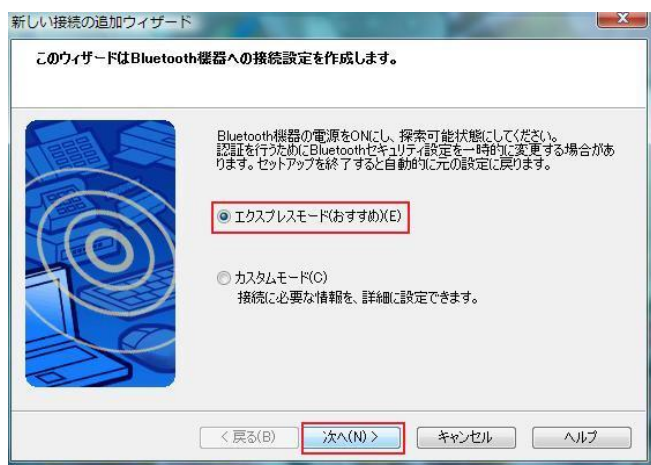 新しい接続の追加ウィザード
このウィザードはBluetooth機器への接続設定を作成します。
Bluetooth機器の電源をONにし、探索可能状態にしてください。
認証を行うためにBluetoothセキュリティ設定を一時的に変更する場合があ
ります。セットアップを終了すると自動的に元の設定に戻ります。
エクスプレスモード(おすすめ)(E)
カスタムモード(C)
接続に必要な情報を、詳細に設定できます。
< 戻る(B) 次へ(N) > キャンセル ヘルプ